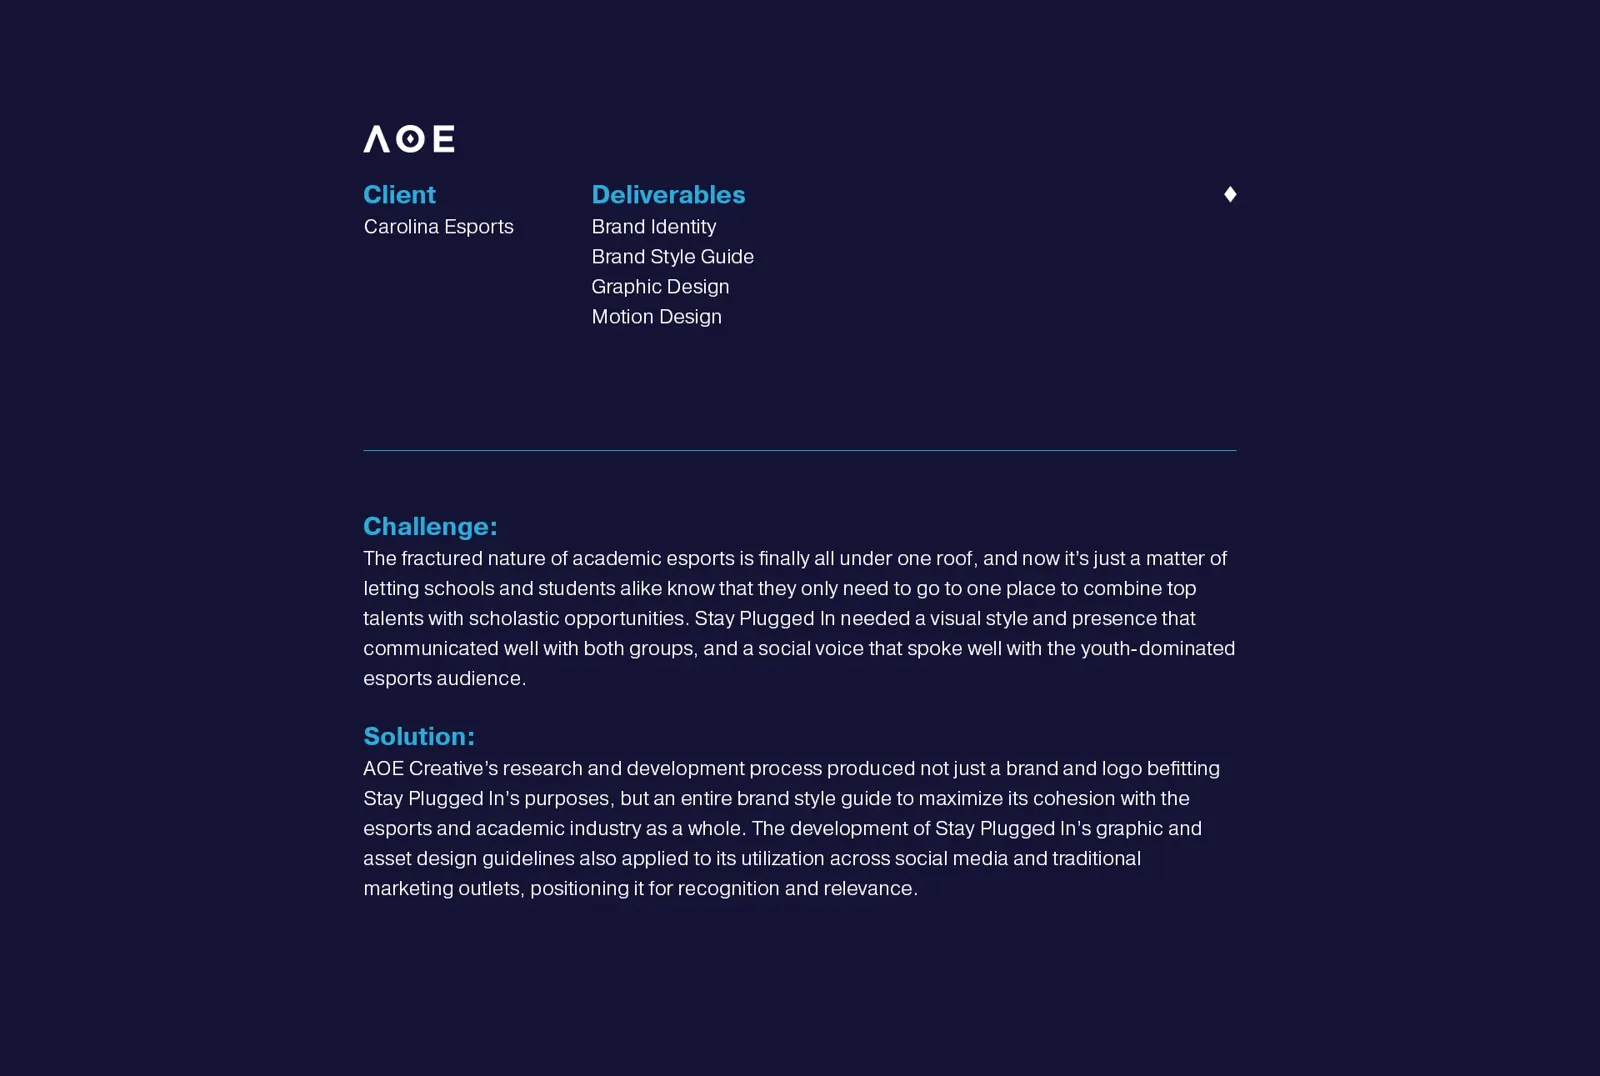 AOE
Client
Carolina Esports
Deliverables
Brand Identity
Brand Style Guide
Graphic Design
Motion Design
Challenge:
The fractured nature of academic esports is finally all under one roof, and now it’s just a matter of
letting schools and students alike know that they only need to go to one place to combine top
talents with scholastic opportunities. Stay Plugged In needed a visual style and presence that
communicated well with both groups, and a social voice that spoke well with the youth-dominated
esports audience.
Solution:
AOE Creative’s research and development process produced not just a brand and logo befitting
Stay Plugged In’s purposes, but an entire brand style guide to maximize its cohesion with the
esports and academic industry as a whole. The development of Stay Plugged In’s graphic and
asset design guidelines also applied to its utilization across social media and traditional
marketing outlets, positioning it for recognition and relevance.